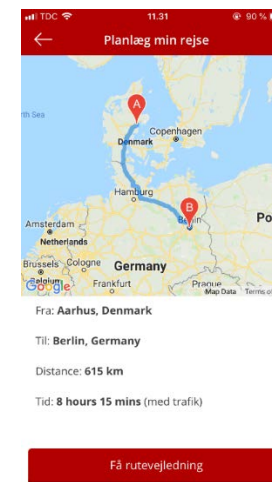 TDC 11.31 90 %
Planlæg min rejse
th Sea
A
Copenhagen
Denmark
Hamburg
B
Berlin
Amsterdam
Po
Netherlands
Brussels Cologne
Germany
Belgium
Frankfurt
Prague
Google
Map Data Terms of
Fra: Aarhus, Denmark
Til: Berlin, Germany
Distance: 615 km
Tid: 8 hours 15 mins (med trafik)
Få rutevejledning